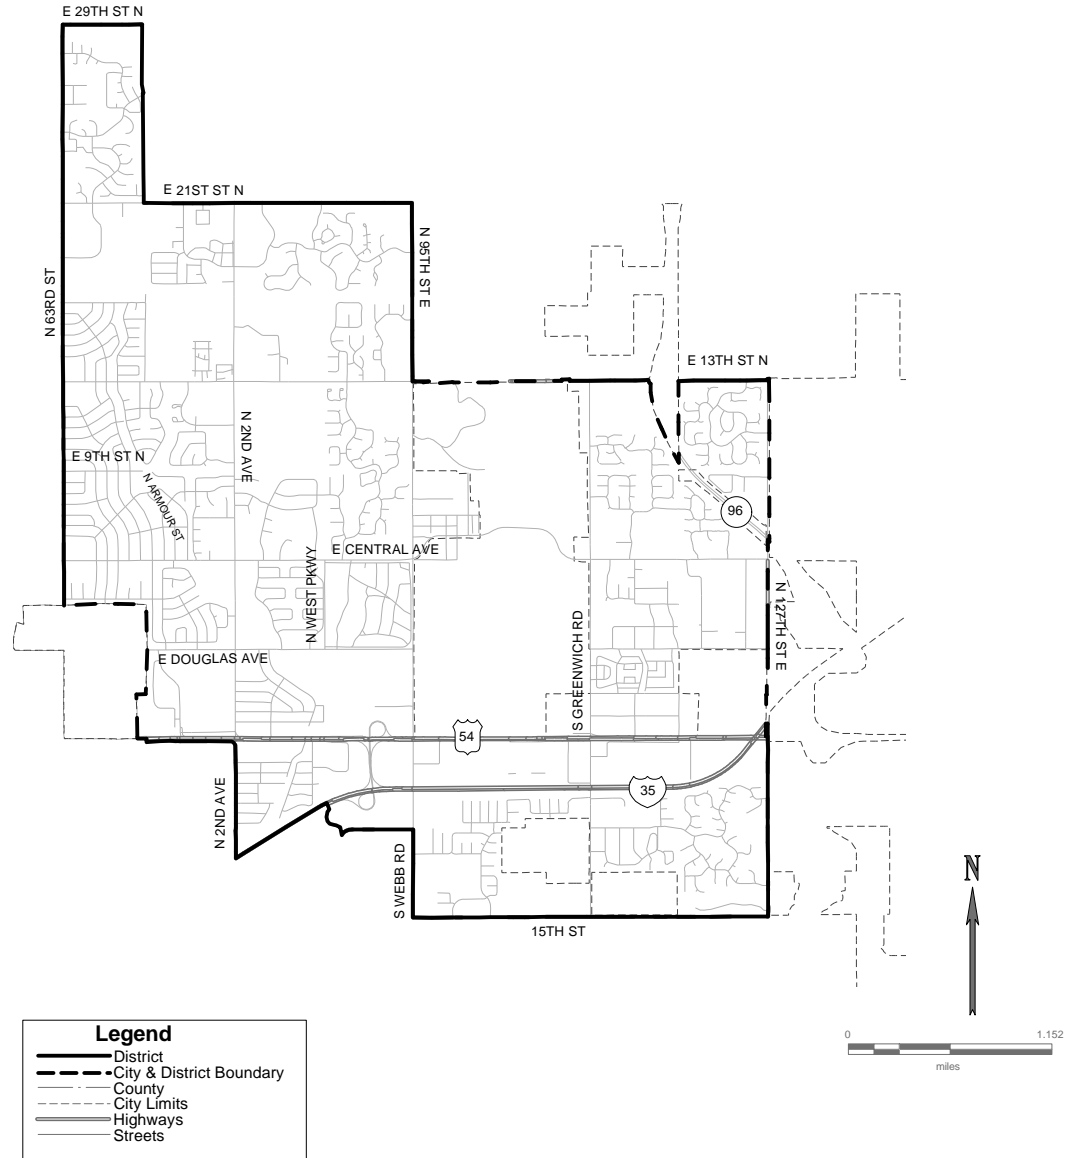 E 29TH ST N
E 21ST ST N
N 95TH ST E
N 63RD ST
E 13TH ST N
N 2ND AVE
E 9TH ST N
N ARMOUR ST
96
E CENTRAL AVE
N WEST PKWY
N 127TH ST E
S GREENWICH RD
E DOUGLAS AVE
54
35
N 2ND AVE
S WEBB RD
15TH ST
N
Legend
District
City & District Boundary
County
City Limits
Highways
Streets
0 1.152
miles